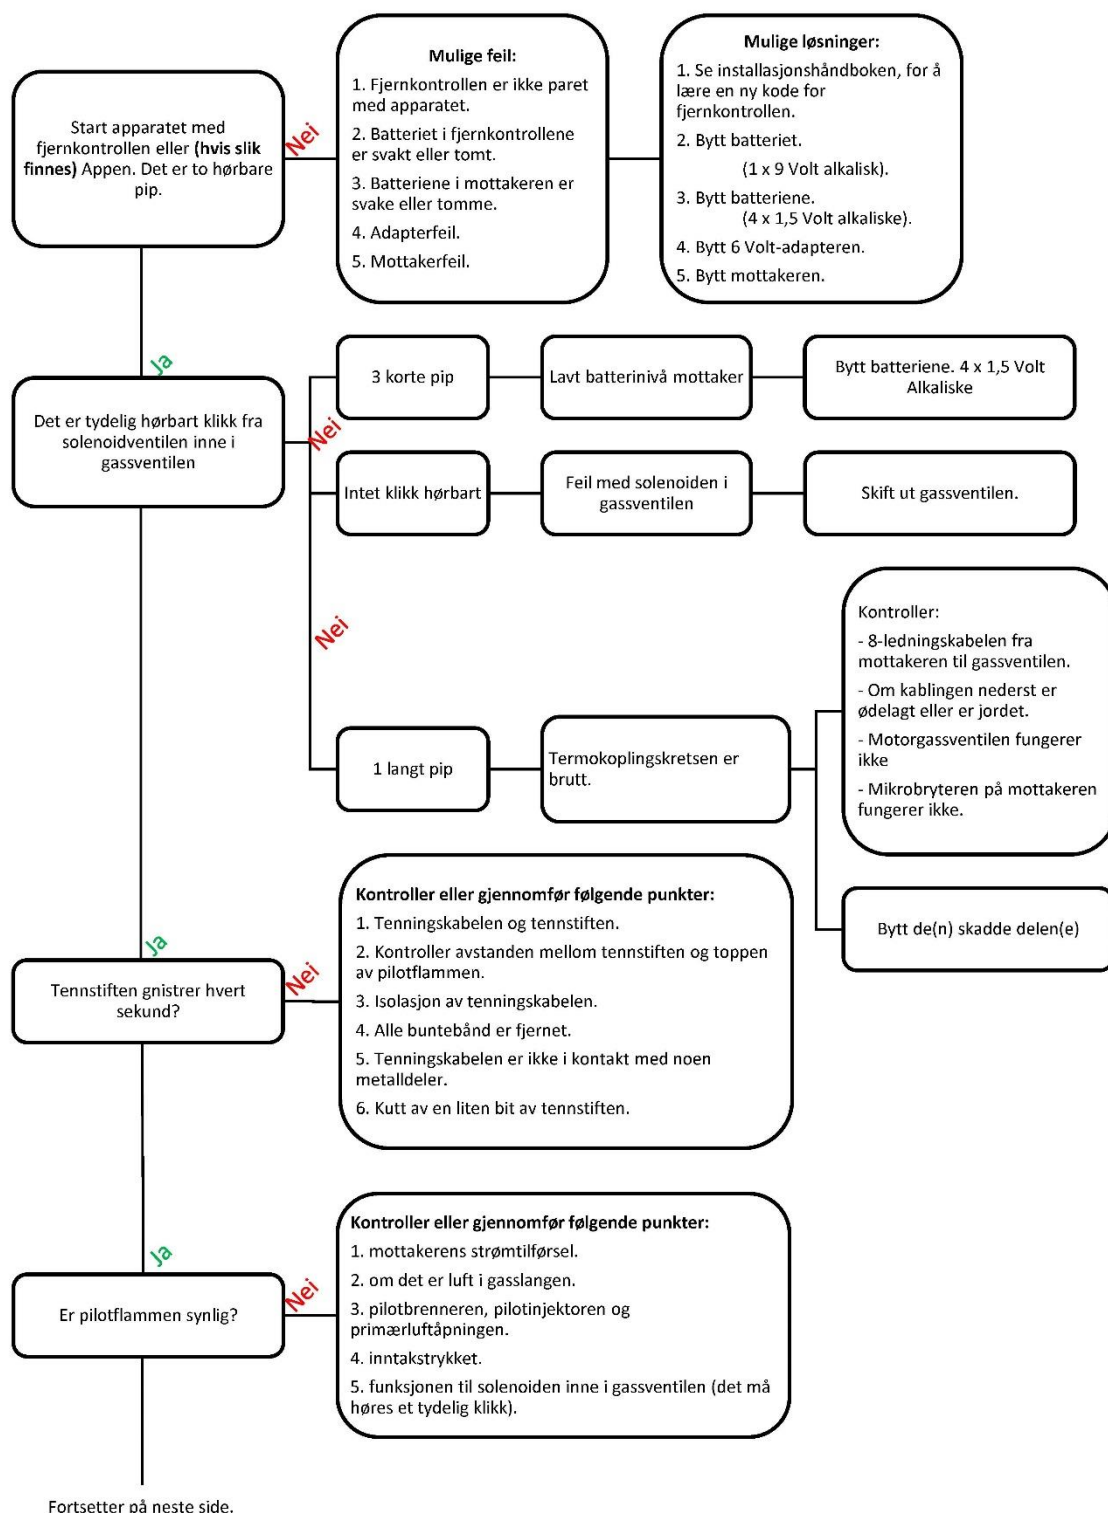 Start apparatet med
fjernkontrollen eller (hvis slik
finnes) Appen. Det er to hørbare
pip.
Nei
Mulige feil:
1. Fjernkontrollen er ikke paret
med apparatet.
2. Batteriet i fjernkontrollene
er svakt eller tomt.
3. Batteriene i mottakeren er
svake eller tomme.
4. Adapterfeil.
5. Mottakerfeil.
Mulige løsninger:
1. Se installasjonshåndboken, for å
lære en ny kode for
fjernkontrollen.
2. Bytt batteriet.
(1 x 9 Volt alkalisk).
3. Bytt batteriene.
(4 x 1,5 Volt alkaliske).
4. Bytt 6 Volt-adapteren.
5. Bytt mottakeren.
Ja
Det er tydelig hørbart klikk fra
solenoidventilen inne i
gassventilen
Nei
3 korte pip
Lavt batterinivå mottaker
Bytt batteriene. 4 x 1,5 Volt
Alkaliske
Intet klikk hørbart
Feil med solenoiden i
gassventilen
Skift ut gassventilen.
Nei
1 langt pip
Termokoplingskretsen er
brutt.
Kontroller:
- 8-ledningskabelen fra
mottakeren til gassventilen.
- Om kablingen nederst er
ødelagt eller er jordet.
- Motorgassventilen fungerer
ikke
- Mikrobryteren på mottakeren
fungerer ikke.
Bytt de(n) skadde delen(e)
Ja
Tennstiften gnistrer hvert
sekund?
Nei
Kontroller eller gjennomfør følgende punkter:
1. Tenningskabelen og tennstiften.
2. Kontroller avstanden mellom tennstiften og toppen
av pilotflammen.
3. Isolasjon av tenningskabelen.
4. Alle buntebånd er fjernet.
5. Tenningskabelen er ikke i kontakt med noen
metalldeler.
6. Kutt av en liten bit av tennstiften.
Ja
Er pilotflammen synlig?
Nei
Kontroller eller gjennomfør følgende punkter:
1. mottakerens strømtilførsel.
2. om det er luft i gasslangen.
3. pilotbrenneren, pilotinjektoren og
primærluftåpningen.
4. inntakstrykket.
5. funksjonen til solenoiden inne i gassventilen (det må
høres et tydelig klikk).
Fortsetter på neste side.